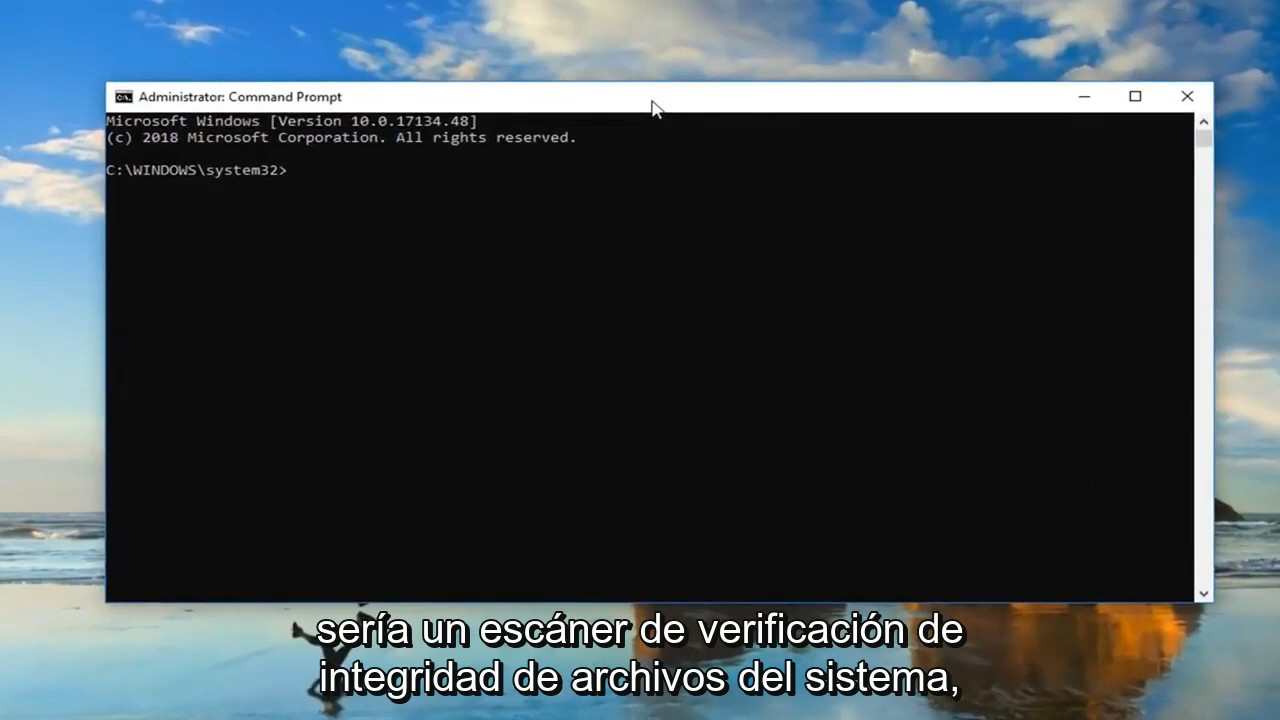 Administrator: Command Prompt
Microsoft Windows [Version 10.0.17134.48]
(c) 2018 Microsoft Corporation. All rights reserved.
C:\WINDOWS\system32>
sería un escáner de verificación de
integridad de archivos del sistema,